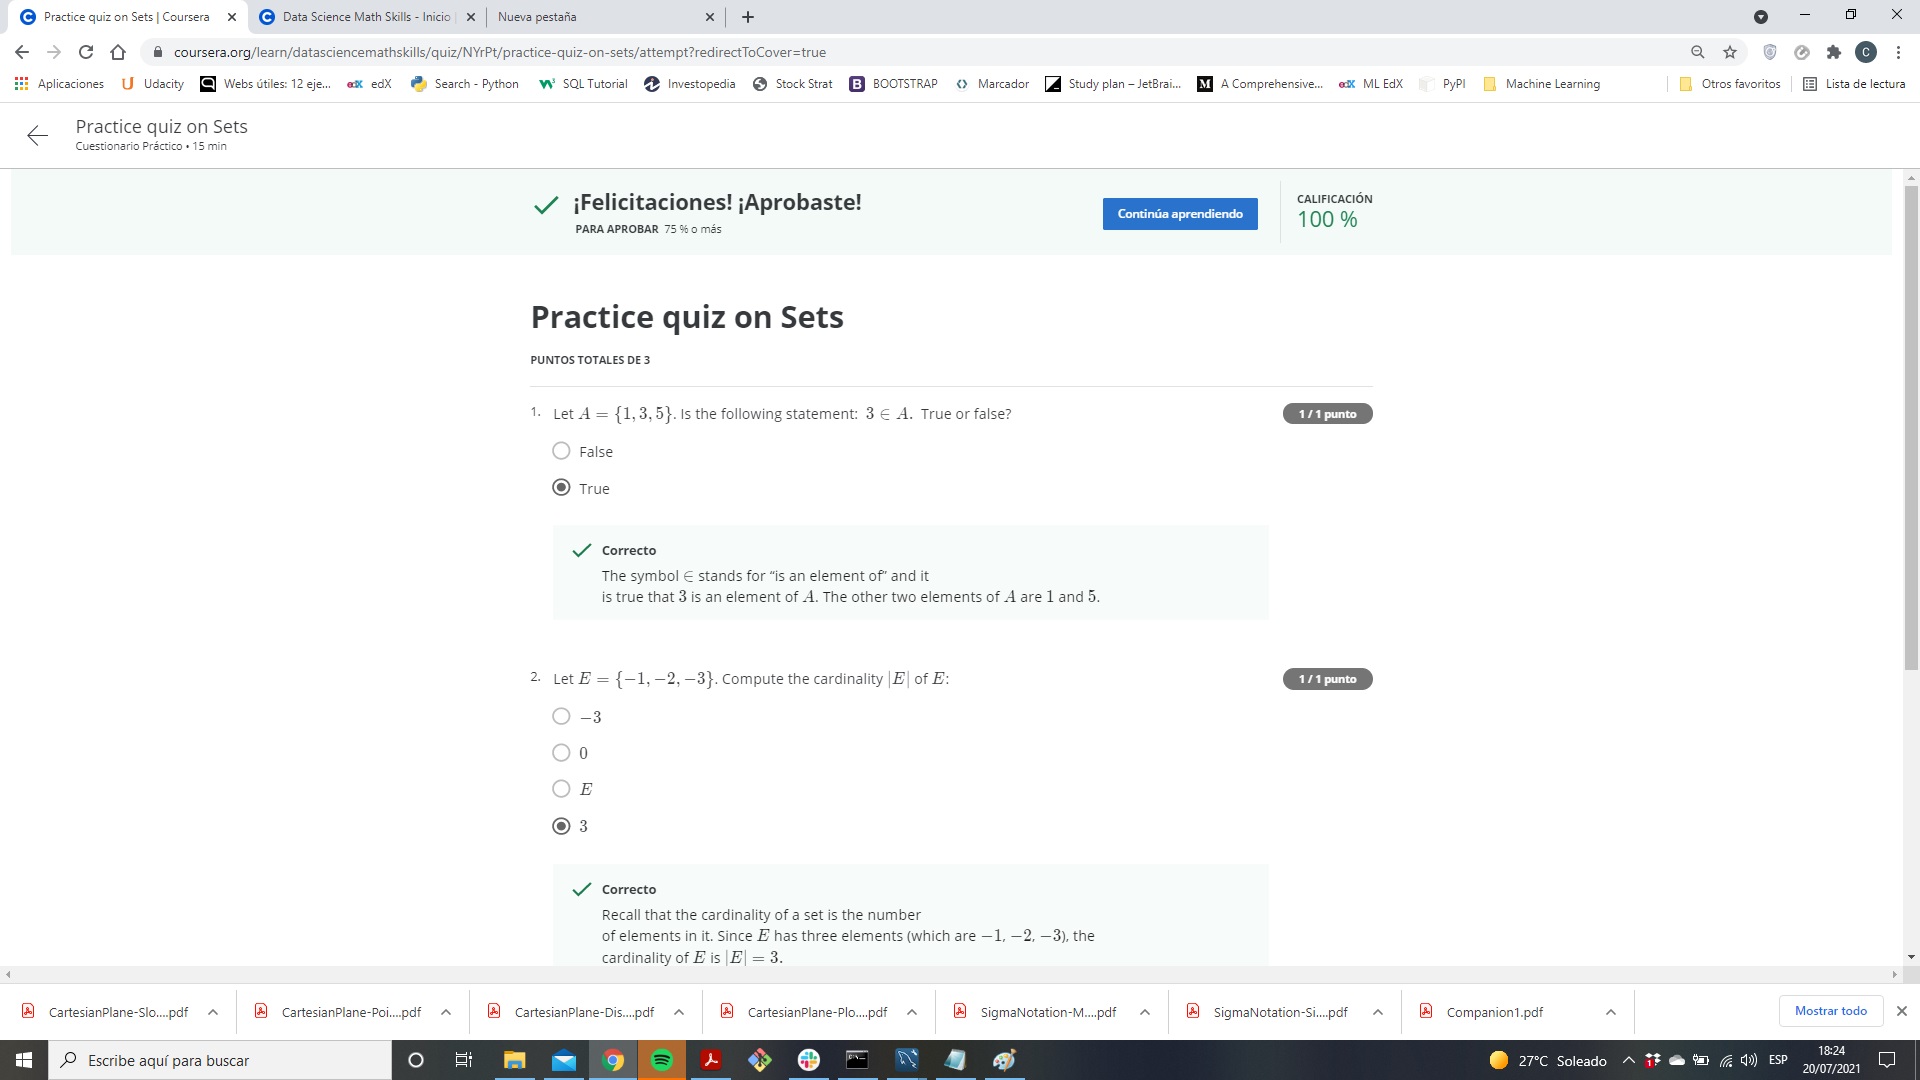 Practice quiz on Sets | Coursera
Data Science Math Skills - Inicio
Nueva pestaña
coursera.org/learn/datasciencemathskills/quiz/NYrPt/practice-quiz-on-sets/attempt?redirectToCover=true
C
Aplicaciones
Udacity
Webs útiles: 12 eje...
edX
Search - Python
SQL Tutorial
Investopedia
Stock Strat
BOOTSTRAP
Marcador
Study plan – JetBrai...
A Comprehensive...
ML EdX
PyPI
Machine Learning
Otros favoritos
Lista de lectura
Practice quiz on Sets
Cuestionario Práctico • 15 min
¡Felicitaciones! ¡Aprobaste!
PARA APROBAR 75 % o más
Continúa aprendiendo
CALIFICACIÓN
100 %
Practice quiz on Sets
PUNTOS TOTALES DE 3
1. Let A = {1, 3, 5}. Is the following statement: 3 ∈ A. True or false?
1 / 1 punto
False
True
Correcto
The symbol ∈ stands for “is an element of” and it
is true that 3 is an element of A. The other two elements of A are 1 and 5.
2. Let E = {−1, −2, −3}. Compute the cardinality |E| of E:
1 / 1 punto
−3
0
E
3
Correcto
Recall that the cardinality of a set is the number
of elements in it. Since E has three elements (which are −1, −2, −3), the
cardinality of E is |E| = 3.
CartesianPlane-Slo....pdf
CartesianPlane-Poi....pdf
CartesianPlane-Dis....pdf
CartesianPlane-Plo....pdf
SigmaNotation-M....pdf
SigmaNotation-Si....pdf
Companion1.pdf
Mostrar todo
Escribe aquí para buscar
27°C Soleado
ESP
18:24
20/07/2021